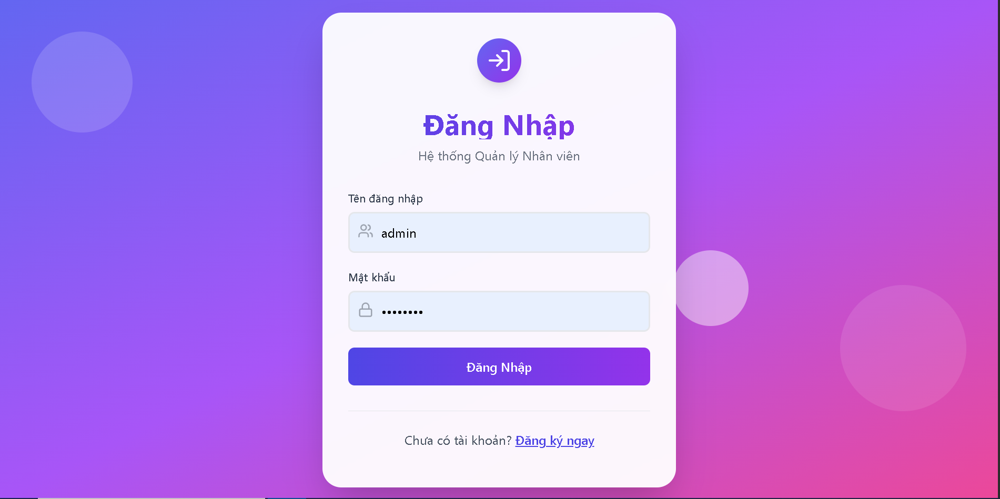 Đăng Nhập
Hệ thống Quản lý Nhân viên
Tên đăng nhập
admin
Mật khẩu
••••••••
Đăng Nhập
Chưa có tài khoản? Đăng ký ngay